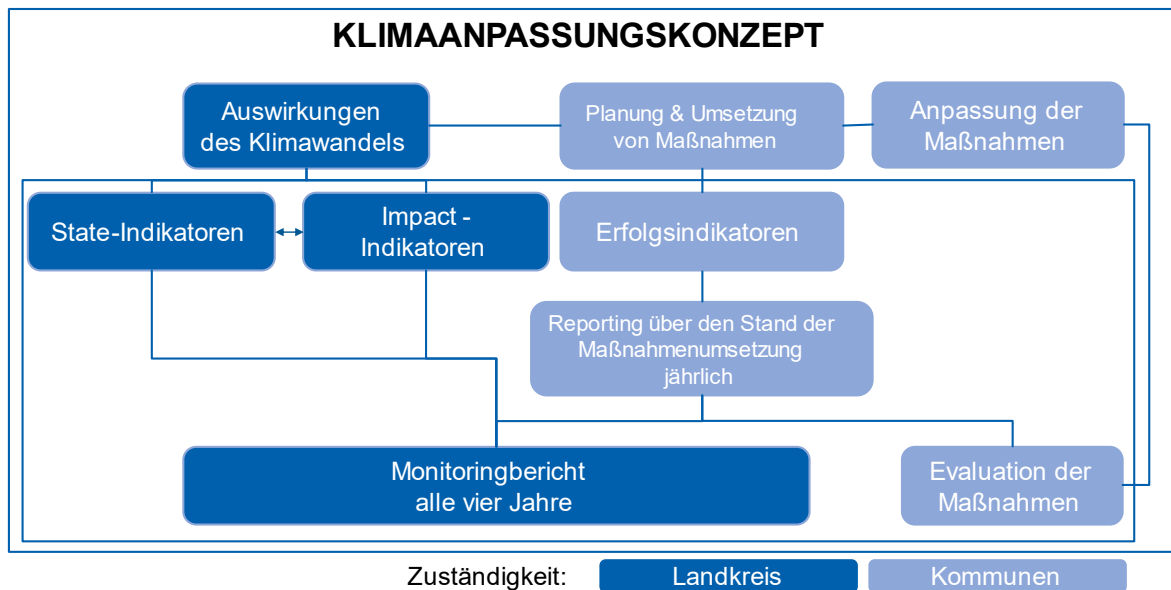 KLIMAANPASSUNGSKONZEPT
Auswirkungen
des Klimawandels
Planung & Umsetzung
von Maßnahmen
Anpassung der
Maßnahmen
State-Indikatoren
Impact -
Indikatoren
Erfolgsindikatoren
Reporting über den Stand der
Maßnahmenumsetzung
jährlich
Monitoringbericht
alle vier Jahre
Evaluation der
Maßnahmen
Zuständigkeit:
Landkreis
Kommunen